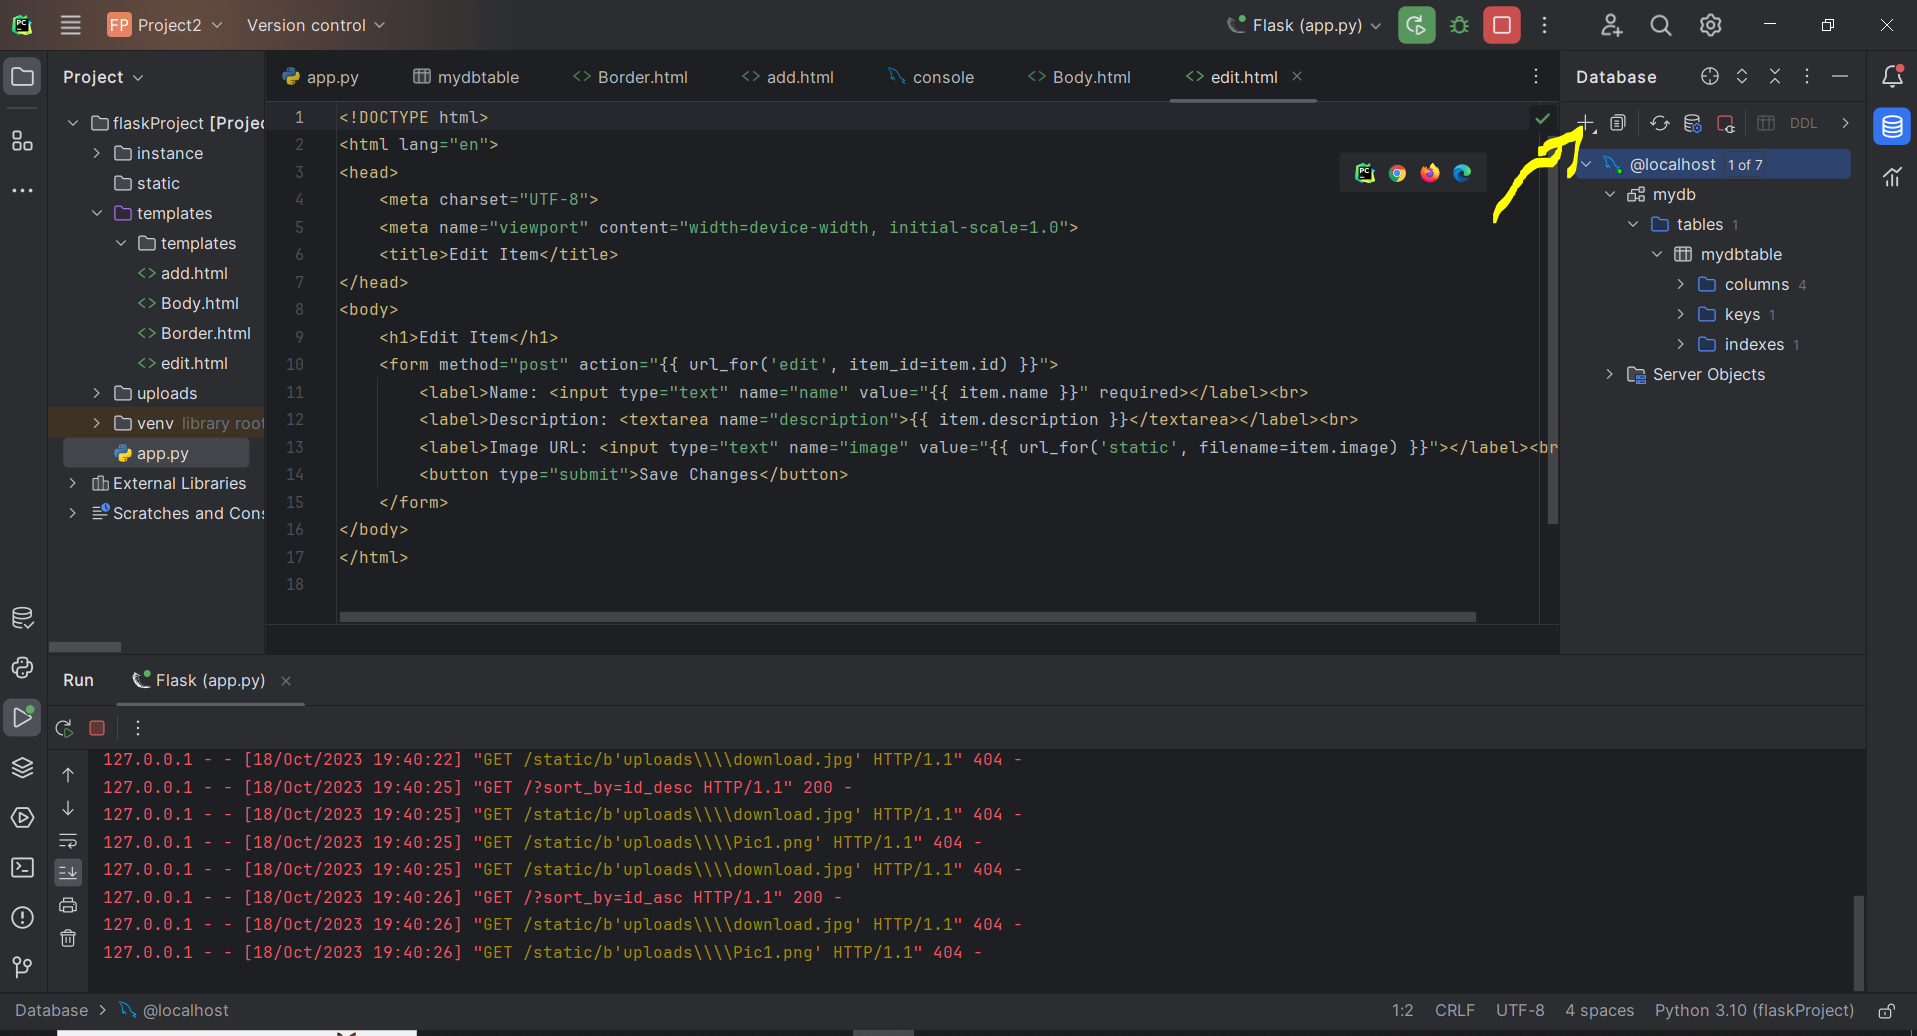 FP Project2 Version control Flask (app.py)
Project
app.py mydbtable Border.html add.html console Body.html edit.html
Database
flaskProject [Projec
instance
static
templates
templates
add.html
Body.html
Border.html
edit.html
uploads
venv library root
app.py
External Libraries
Scratches and Cons
1 <!DOCTYPE html>
2 <html lang="en">
3 <head>
4 <meta charset="UTF-8">
5 <meta name="viewport" content="width=device-width, initial-scale=1.0">
6 <title>Edit Item</title>
7 </head>
8 <body>
9 <h1>Edit Item</h1>
10 <form method="post" action="{{ url_for('edit', item_id=item.id) }}">
11 <label>Name: <input type="text" name="name" value="{{ item.name }}" required></label><br>
12 <label>Description: <textarea name="description">{{ item.description }}</textarea></label><br>
13 <label>Image URL: <input type="text" name="image" value="{{ url_for('static', filename=item.image) }}"></label><br
14 <button type="submit">Save Changes</button>
15 </form>
16 </body>
17 </html>
18
DDL
@localhost 1 of 7
mydb
tables 1
mydbtable
columns 4
keys 1
indexes 1
Server Objects
Run Flask (app.py)
127.0.0.1 - - [18/Oct/2023 19:40:22] "GET /static/b'uploads\\\\download.jpg' HTTP/1.1" 404 -
127.0.0.1 - - [18/Oct/2023 19:40:25] "GET /?sort_by=id_desc HTTP/1.1" 200 -
127.0.0.1 - - [18/Oct/2023 19:40:25] "GET /static/b'uploads\\\\download.jpg' HTTP/1.1" 404 -
127.0.0.1 - - [18/Oct/2023 19:40:25] "GET /static/b'uploads\\\\Pic1.png' HTTP/1.1" 404 -
127.0.0.1 - - [18/Oct/2023 19:40:25] "GET /static/b'uploads\\\\download.jpg' HTTP/1.1" 404 -
127.0.0.1 - - [18/Oct/2023 19:40:26] "GET /?sort_by=id_asc HTTP/1.1" 200 -
127.0.0.1 - - [18/Oct/2023 19:40:26] "GET /static/b'uploads\\\\download.jpg' HTTP/1.1" 404 -
127.0.0.1 - - [18/Oct/2023 19:40:26] "GET /static/b'uploads\\\\Pic1.png' HTTP/1.1" 404 -
Database @localhost 1:2 CRLF UTF-8 4 spaces Python 3.10 (flaskProject)